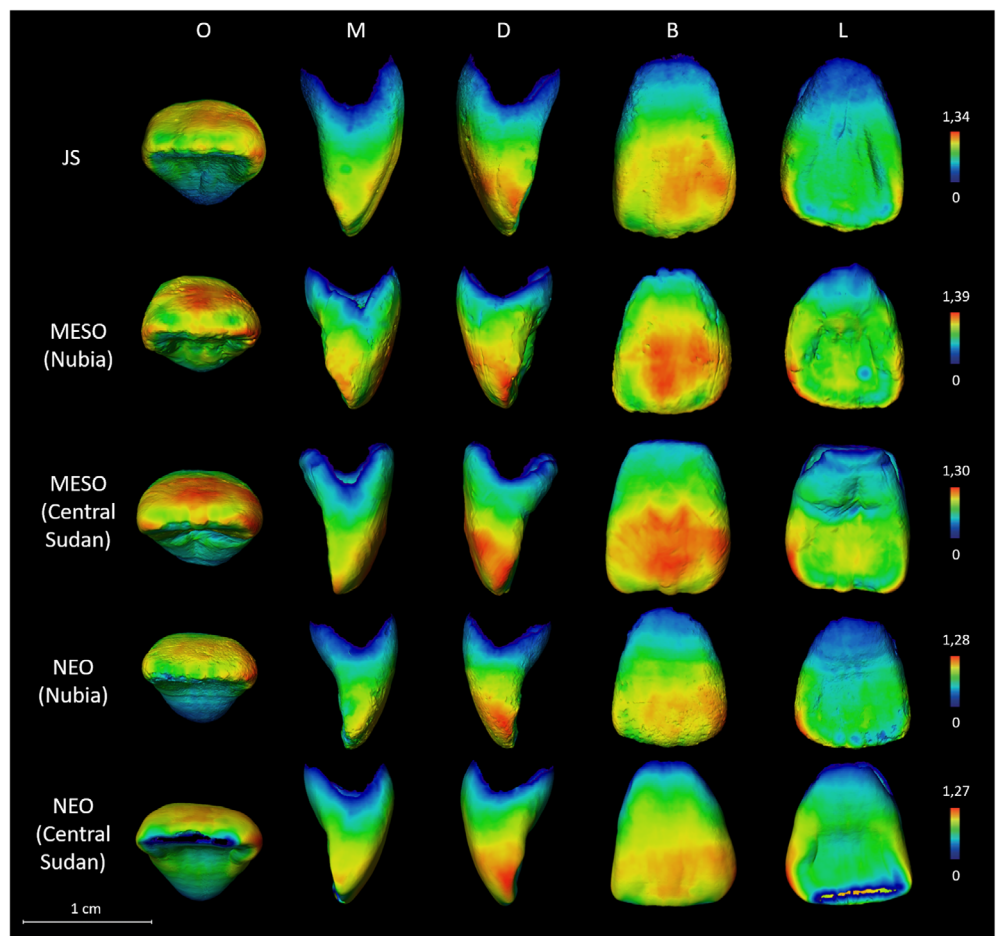 O M D B L
JS
1,34
0
MESO
(Nubia)
1,39
0
MESO
(Central
Sudan)
1,30
0
NEO
(Nubia)
1,28
0
NEO
(Central
Sudan)
1,27
0
1 cm